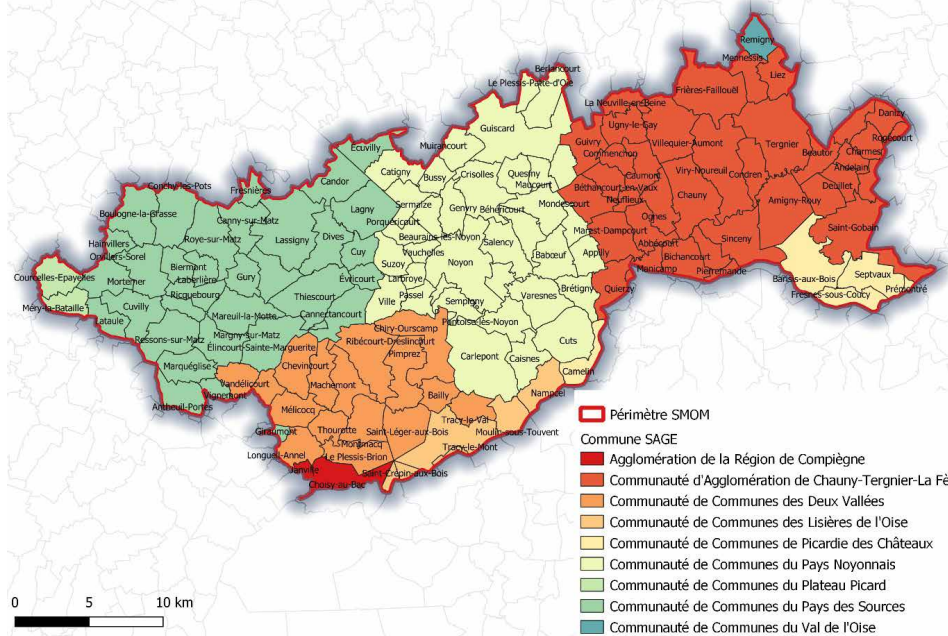 Remigny
Mennessis
Liez
Berlancourt
Le Plessis-Patte-d'Oie
Frières-Faillouël
La Neuville-en-Beine
Danizy
Guiscard
Ugny-le-Gay
Rogécourt
Muirancourt
Guivry
Villequier-Aumont
Tergnier
Beautor
Charmes
Écuvilly
Commenchon
Andelain
Catigny
Bussy
Crisolles
Quesmy
Caumont
Viry-Noureuil
Condren
Candor
Maucourt
Béthancourt-en-Vaux
Deuillet
Conchy-les-Pots
Fresnières
Neuflieux
Chauny
Amigny-Rouy
Sermaize
Genvry
Béhéricourt
Mondescourt
Lagny
Porquéricourt
Ognes
Boulogne-la-Grasse
Canny-sur-Matz
Marest-Dampcourt
Saint-Gobain
Beaurains-lès-Noyon
Salency
Abbécourt
Sinceny
Hainvillers
Roye-sur-Matz
Lassigny
Dives
Vauchelles
Baboeuf
Appilly
Bichancourt
Orvillers-Sorel
Cuy
Noyon
Manicamp
Pierremande
Biermont
Suzoy
Septvaux
Courcelles-Epayelles
Mortemer
Laberlière
Gury
Évricourt
Larbroye
Brétigny
Quierzy
Barisis-aux-Bois
Prémontré
Ricquebourg
Thiescourt
Passel
Varesnes
Fresnes-sous-Coucy
Méry-la-Bataille
Cuvilly
Ville
Sempigny
Mareuil-la-Motte
Cannectancourt
Lataule
Pontoise-lès-Noyon
Margny-sur-Matz
Chiry-Ourscamp
Ressons-sur-Matz
Ribécourt-Dreslincourt
Cuts
Élincourt-Sainte-Marguerite
Pimprez
Carlepont
Caisnes
Marquéglise
Chevincourt
Camelin
Vandélicourt
Machemont
Vignemont
Bailly
Nampcel
Antheuil-Portes
Mélicocq
Tracy-le-Val
Giraumont
Thourotte
Saint-Léger-aux-Bois
Moulin-sous-Touvent
Montmacq
Tracy-le-Mont
Longueil-Annel
Le Plessis-Brion
Janville
Saint-Crépin-aux-Bois
Choisy-au-Bac
Périmètre SMOM
Commune SAGE
Agglomération de la Région de Compiègne
Communauté d'Agglomération de Chauny-Tergnier-La Fè
Communauté de Communes des Deux Vallées
Communauté de Communes des Lisières de l'Oise
Communauté de Communes de Picardie des Châteaux
Communauté de Communes du Pays Noyonnais
Communauté de Communes du Plateau Picard
Communauté de Communes du Pays des Sources
Communauté de Communes du Val de l'Oise
0 5 10 km